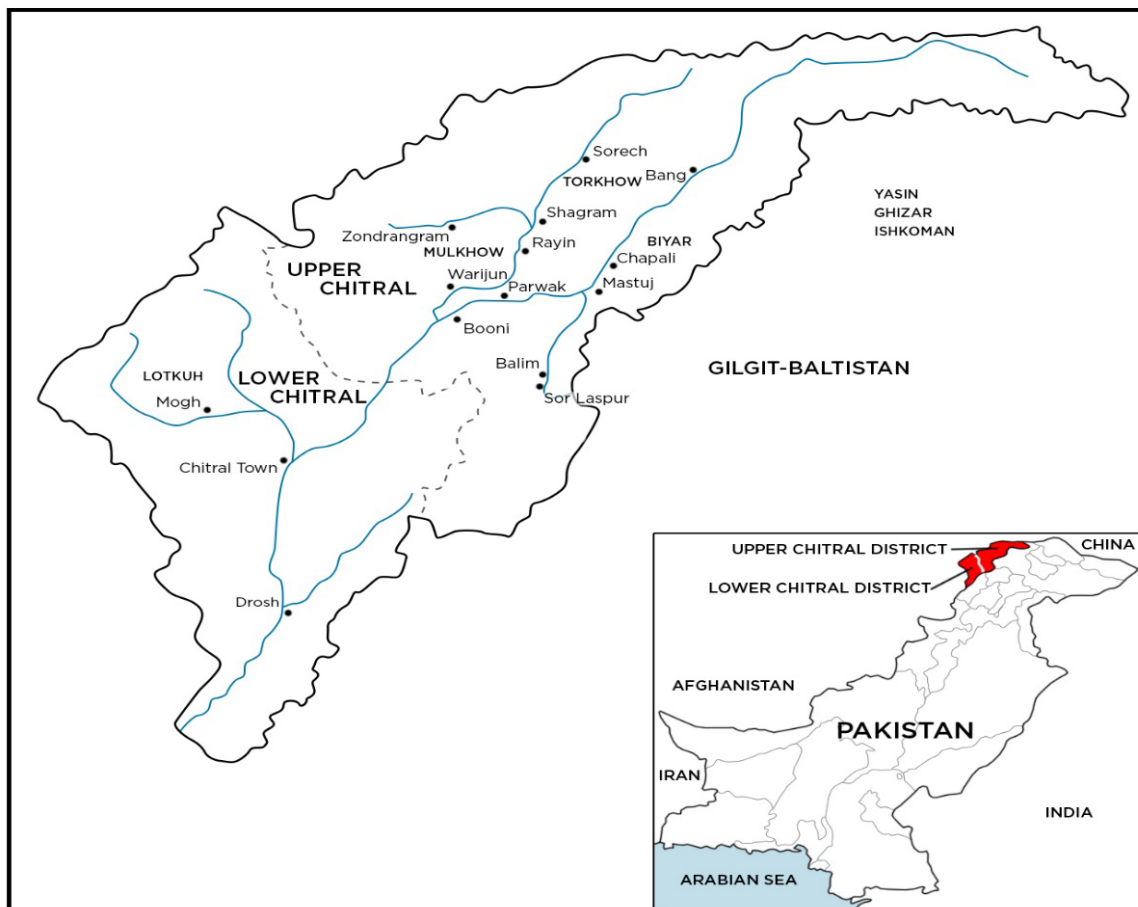 Sorech
TORKHOW
Bang
YASIN
GHIZAR
ISHKOMAN
Shagram
Zondrangram
MULKHOW
Rayin
BIYAR
Chapali
UPPER
CHITRAL
Warijun
Parwak
Mastuj
Booni
Balim
Sor Laspur
GILGIT-BALTISTAN
LOTKUH
Mogh
LOWER
CHITRAL
Chitral Town
Drosh
UPPER CHITRAL DISTRICT
CHINA
LOWER CHITRAL DISTRICT
AFGHANISTAN
PAKISTAN
IRAN
INDIA
ARABIAN SEA